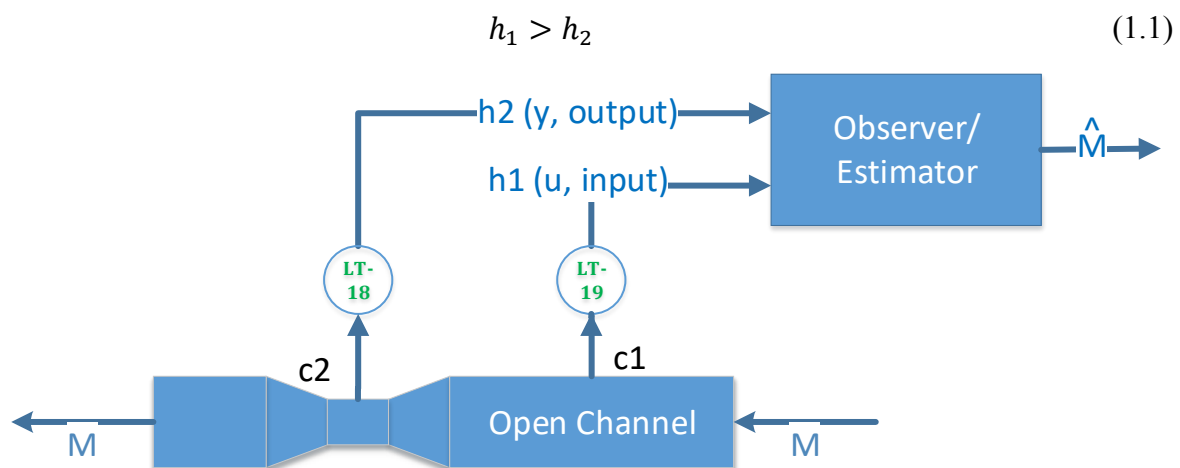 h₁ > h₂ (1.1)
h2 (y, output)
h1 (u, input)
Observer/
Estimator
M̂
LT-
18
LT-
19
c2
c1
Open Channel
M
M